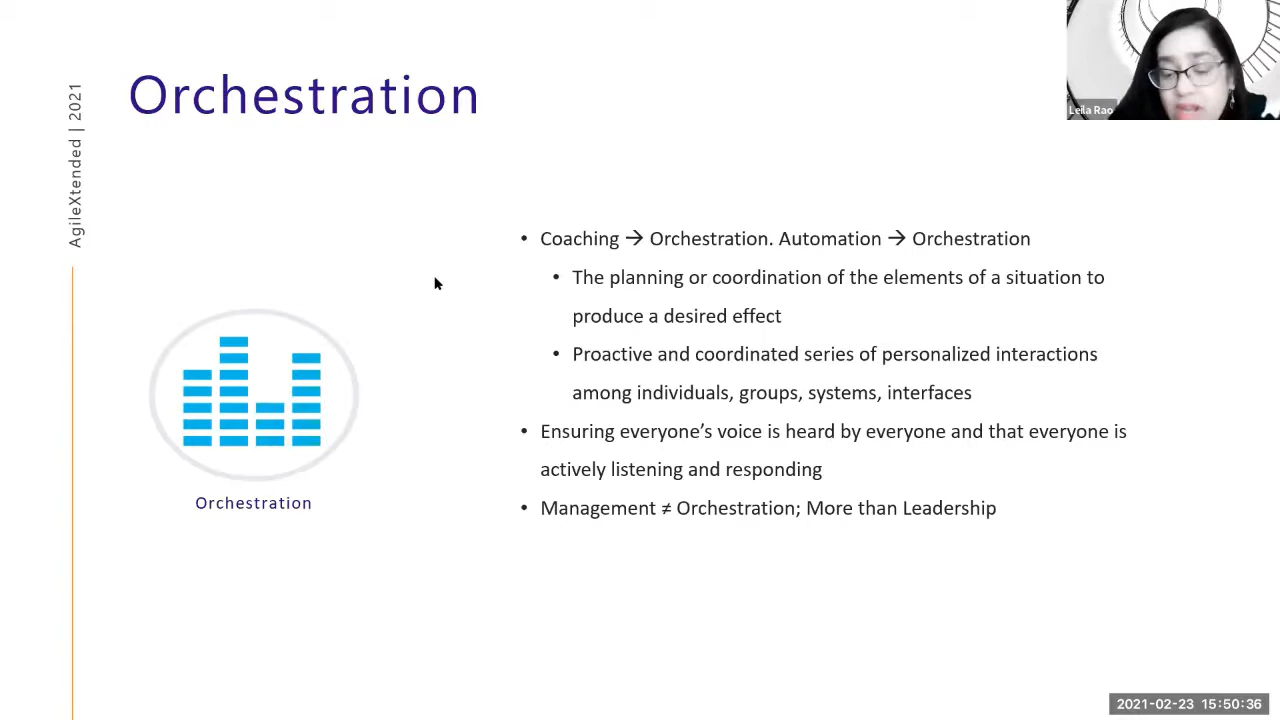 Orchestration
Leila Rao
AgileXtended | 2021
• Coaching → Orchestration. Automation → Orchestration
• The planning or coordination of the elements of a situation to
produce a desired effect
• Proactive and coordinated series of personalized interactions
among individuals, groups, systems, interfaces
• Ensuring everyone’s voice is heard by everyone and that everyone is
actively listening and responding
• Management ≠ Orchestration; More than Leadership
Orchestration
2021-02-23 15:50:36